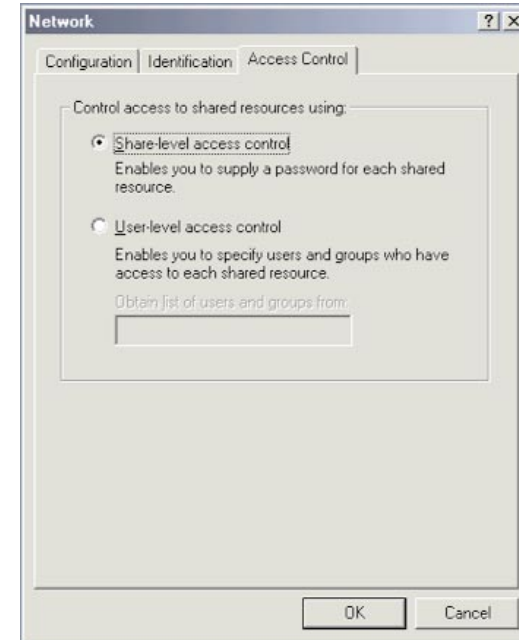 Network
Configuration
Identification
Access Control
Control access to shared resources using:
Share-level access control
Enables you to supply a password for each shared
resource.
User-level access control
Enables you to specify users and groups who have
access to each shared resource.
Obtain list of users and groups from:
OK
Cancel